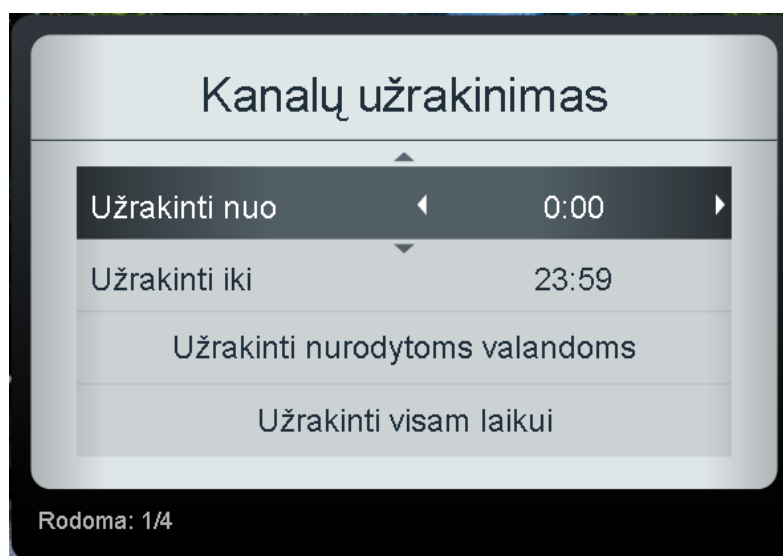 Kanalų užrakinimas
Užrakinti nuo 0:00
Užrakinti iki 23:59
Užrakinti nurodytoms valandoms
Užrakinti visam laikui
Rodoma: 1/4